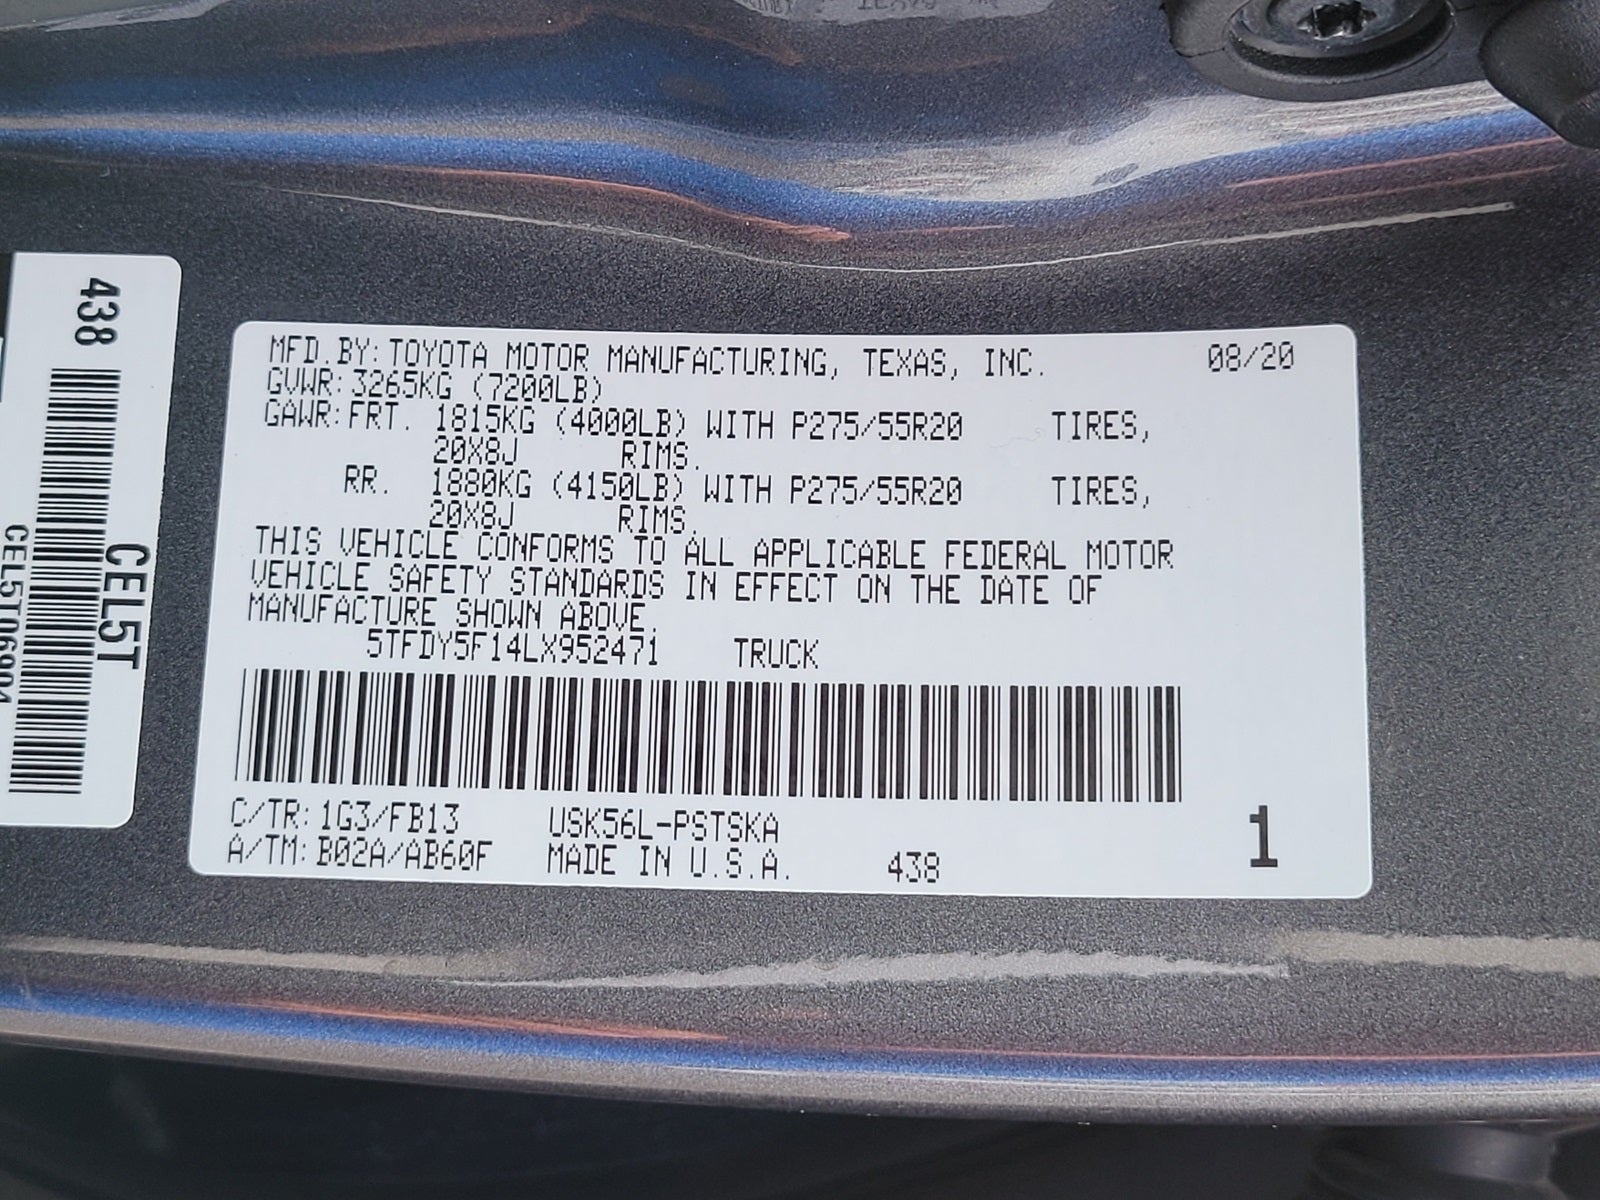 MFD.BY:TOYOTA MOTOR MANUFACTURING, TEXAS, INC. 08/20
GVWR:3265KG (7200LB)
GAWR:FRT. 1815KG (4000LB) WITH P275/55R20 TIRES,
20X8J RIMS.
RR. 1880KG (4150LB) WITH P275/55R20 TIRES,
20X8J RIMS.
THIS VEHICLE CONFORMS TO ALL APPLICABLE FEDERAL MOTOR
VEHICLE SAFETY STANDARDS IN EFFECT ON THE DATE OF
MANUFACTURE SHOWN ABOVE.
5TFDY5F14LX952471 TRUCK
C/TR:1G3/FB13 USK56L-PSTSKA
A/TM:B02A/AB60F MADE IN U.S.A. 438
1
438
CEL5T